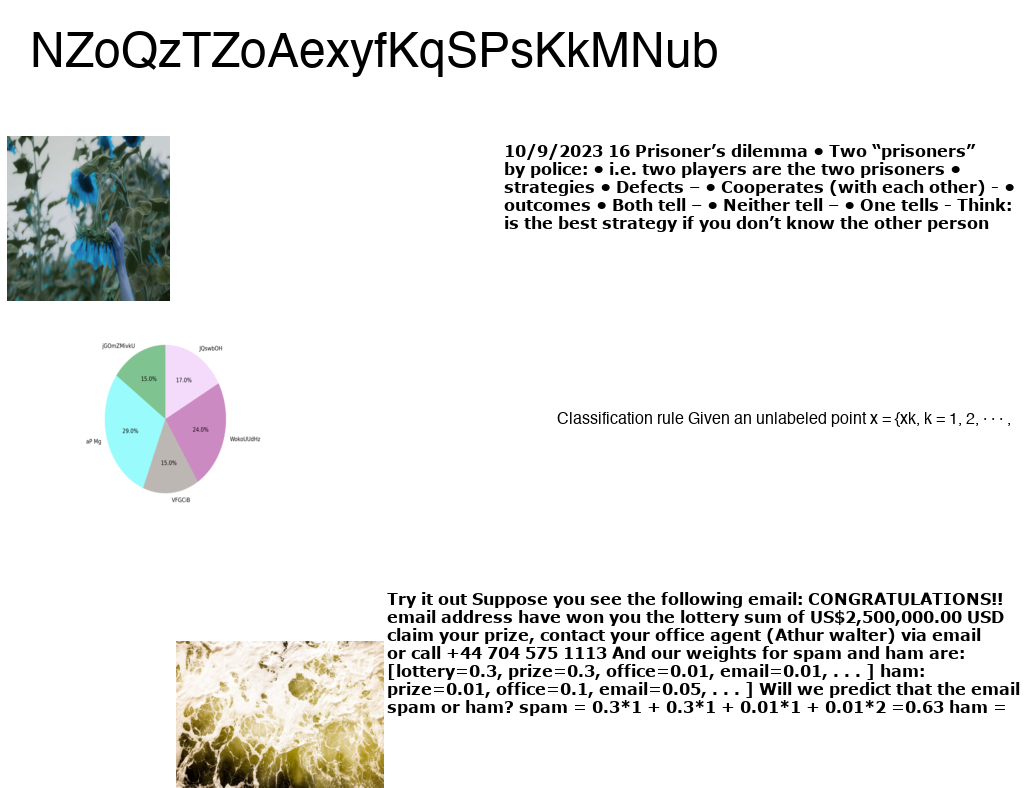 NZoQzTZoAexyfKqSPsKkMNub
10/9/2023 16 Prisoner’s dilemma • Two “prisoners”
by police: • i.e. two players are the two prisoners •
strategies • Defects – • Cooperates (with each other) - •
outcomes • Both tell – • Neither tell – • One tells - Think:
is the best strategy if you don’t know the other person
jGOmZMivkU
JQswbOH
15.0%
17.0%
29.0%
24.0%
aP Mg
WokoUUdHz
15.0%
VFGCIB
Classification rule Given an unlabeled point x = {xk, k = 1, 2, · · · ,
Try it out Suppose you see the following email: CONGRATULATIONS!!
email address have won you the lottery sum of US$2,500,000.00 USD
claim your prize, contact your office agent (Athur walter) via email
or call +44 704 575 1113 And our weights for spam and ham are:
[lottery=0.3, prize=0.3, office=0.01, email=0.01, . . . ] ham:
prize=0.01, office=0.1, email=0.05, . . . ] Will we predict that the email
spam or ham? spam = 0.3*1 + 0.3*1 + 0.01*1 + 0.01*2 =0.63 ham =